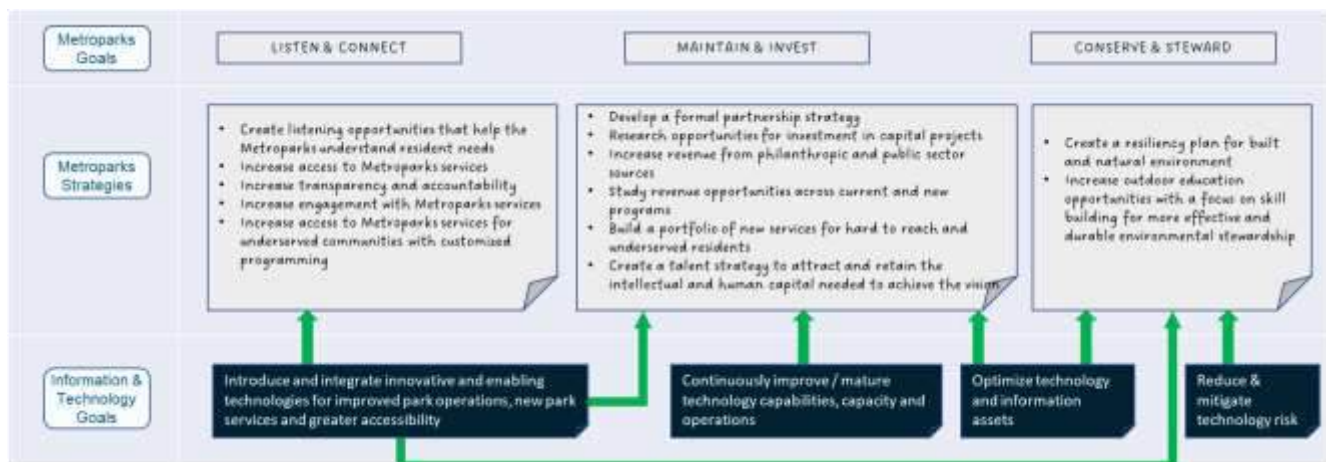 Metroparks
Goals
LISTEN & CONNECT
MAINTAIN & INVEST
CONSERVE & STEWARD
Metroparks
Strategies
• Create listening opportunities that help the
Metroparks understand resident needs
• Increase access to Metroparks services
• Increase transparency and accountability
• Increase engagement with Metroparks services
• Increase access to Metroparks services for
underserved communities with customized
programming
• Develop a formal partnership strategy
• Research opportunities for investment in capital projects
• Increase revenue from philanthropic and public sector
sources
• Study revenue opportunities across current and new
programs
• Build a portfolio of new services for hard to reach and
underserved residents
• Create a talent strategy to attract and retain the
intellectual and human capital needed to achieve the vision
• Create a resiliency plan for built
and natural environment
• Increase outdoor education
opportunities with a focus on skill
building for more effective and
durable environmental stewardship
Information &
Technology
Goals
Introduce and integrate innovative and enabling
technologies for improved park operations, new park
services and greater accessibility
Continuously improve / mature
technology capabilities, capacity and
operations
Optimize technology
and information
assets
Reduce &
mitigate
technology risk